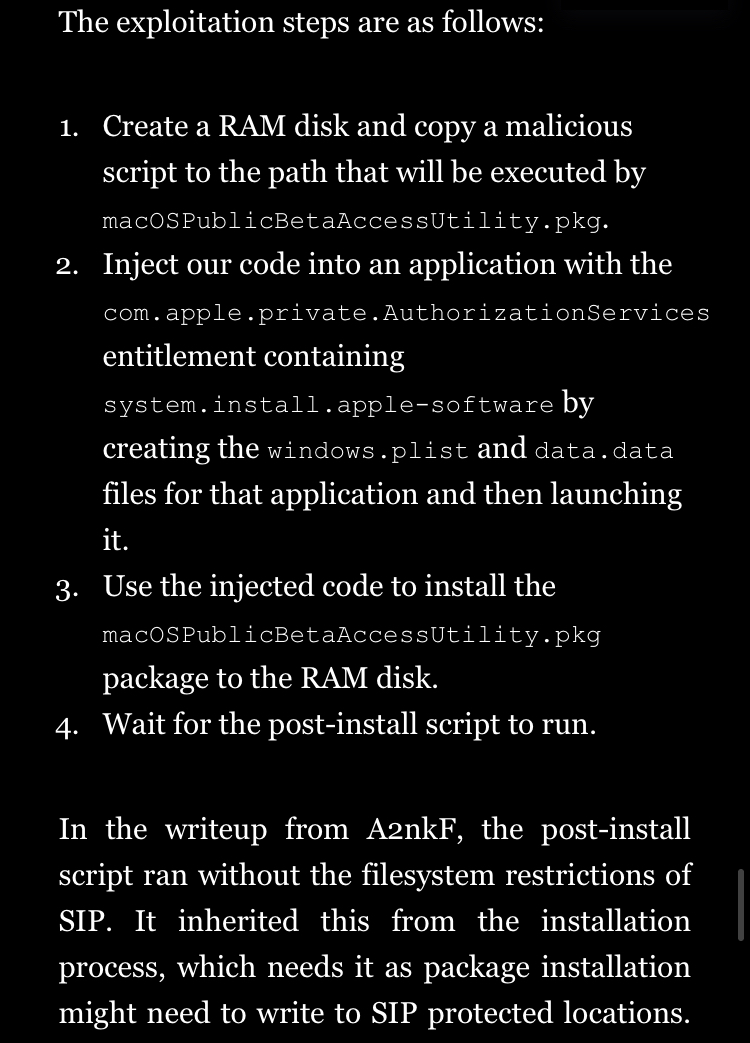 The exploitation steps are as follows:
1. Create a RAM disk and copy a malicious
script to the path that will be executed by
macOSPublicBetaAccessUtility.pkg.
2. Inject our code into an application with the
com.apple.private.AuthorizationServices
entitlement containing
system.install.apple-software by
creating the windows.plist and data.data
files for that application and then launching
it.
3. Use the injected code to install the
macOSPublicBetaAccessUtility.pkg
package to the RAM disk.
4. Wait for the post-install script to run.
In the writeup from A2nkF, the post-install
script ran without the filesystem restrictions of
SIP. It inherited this from the installation
process, which needs it as package installation
might need to write to SIP protected locations.